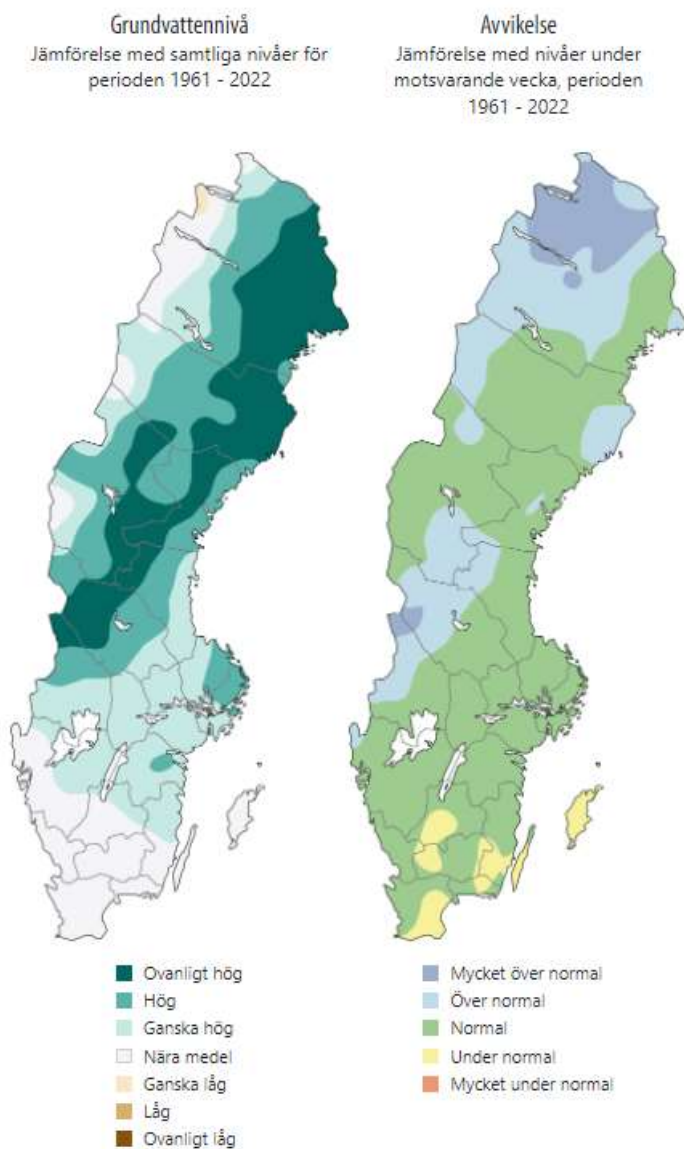 Grundvattennivå
Jämförelse med samtliga nivåer för
perioden 1961 - 2022
Avvikelse
Jämförelse med nivåer under
motsvarande vecka, perioden
1961 - 2022
Ovanligt hög
Hög
Ganska hög
Nära medel
Ganska låg
Låg
Ovanligt låg
Mycket över normal
Över normal
Normal
Under normal
Mycket under normal